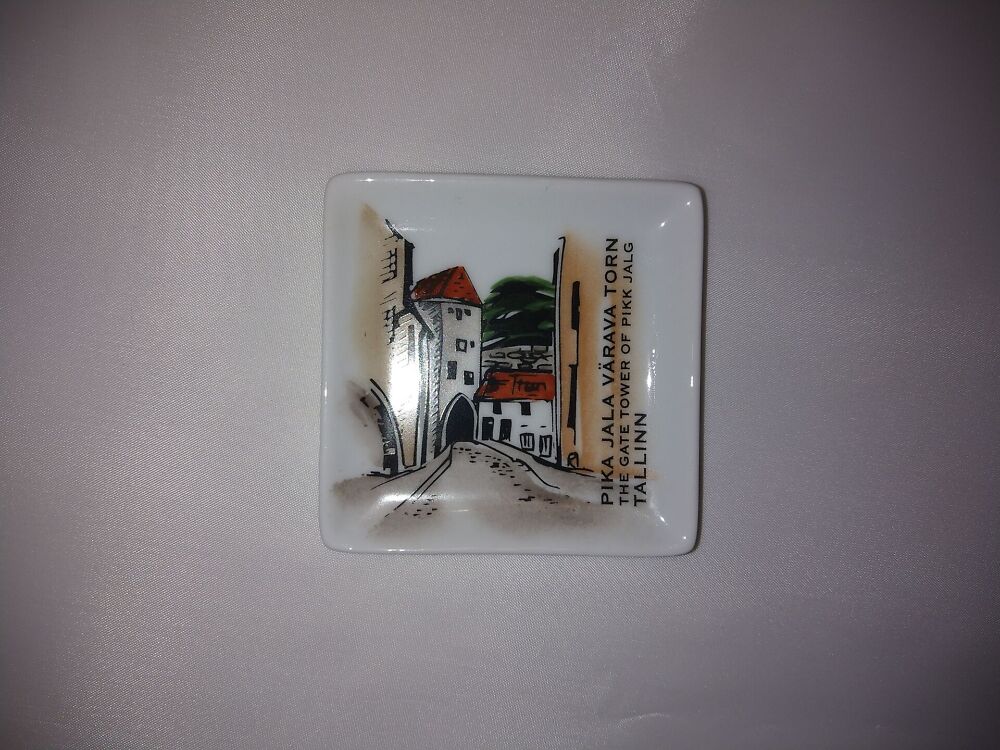 PIKA JALA VÄRAVA TORN
THE GATE TOWER OF PIKK JALG
TALLINN